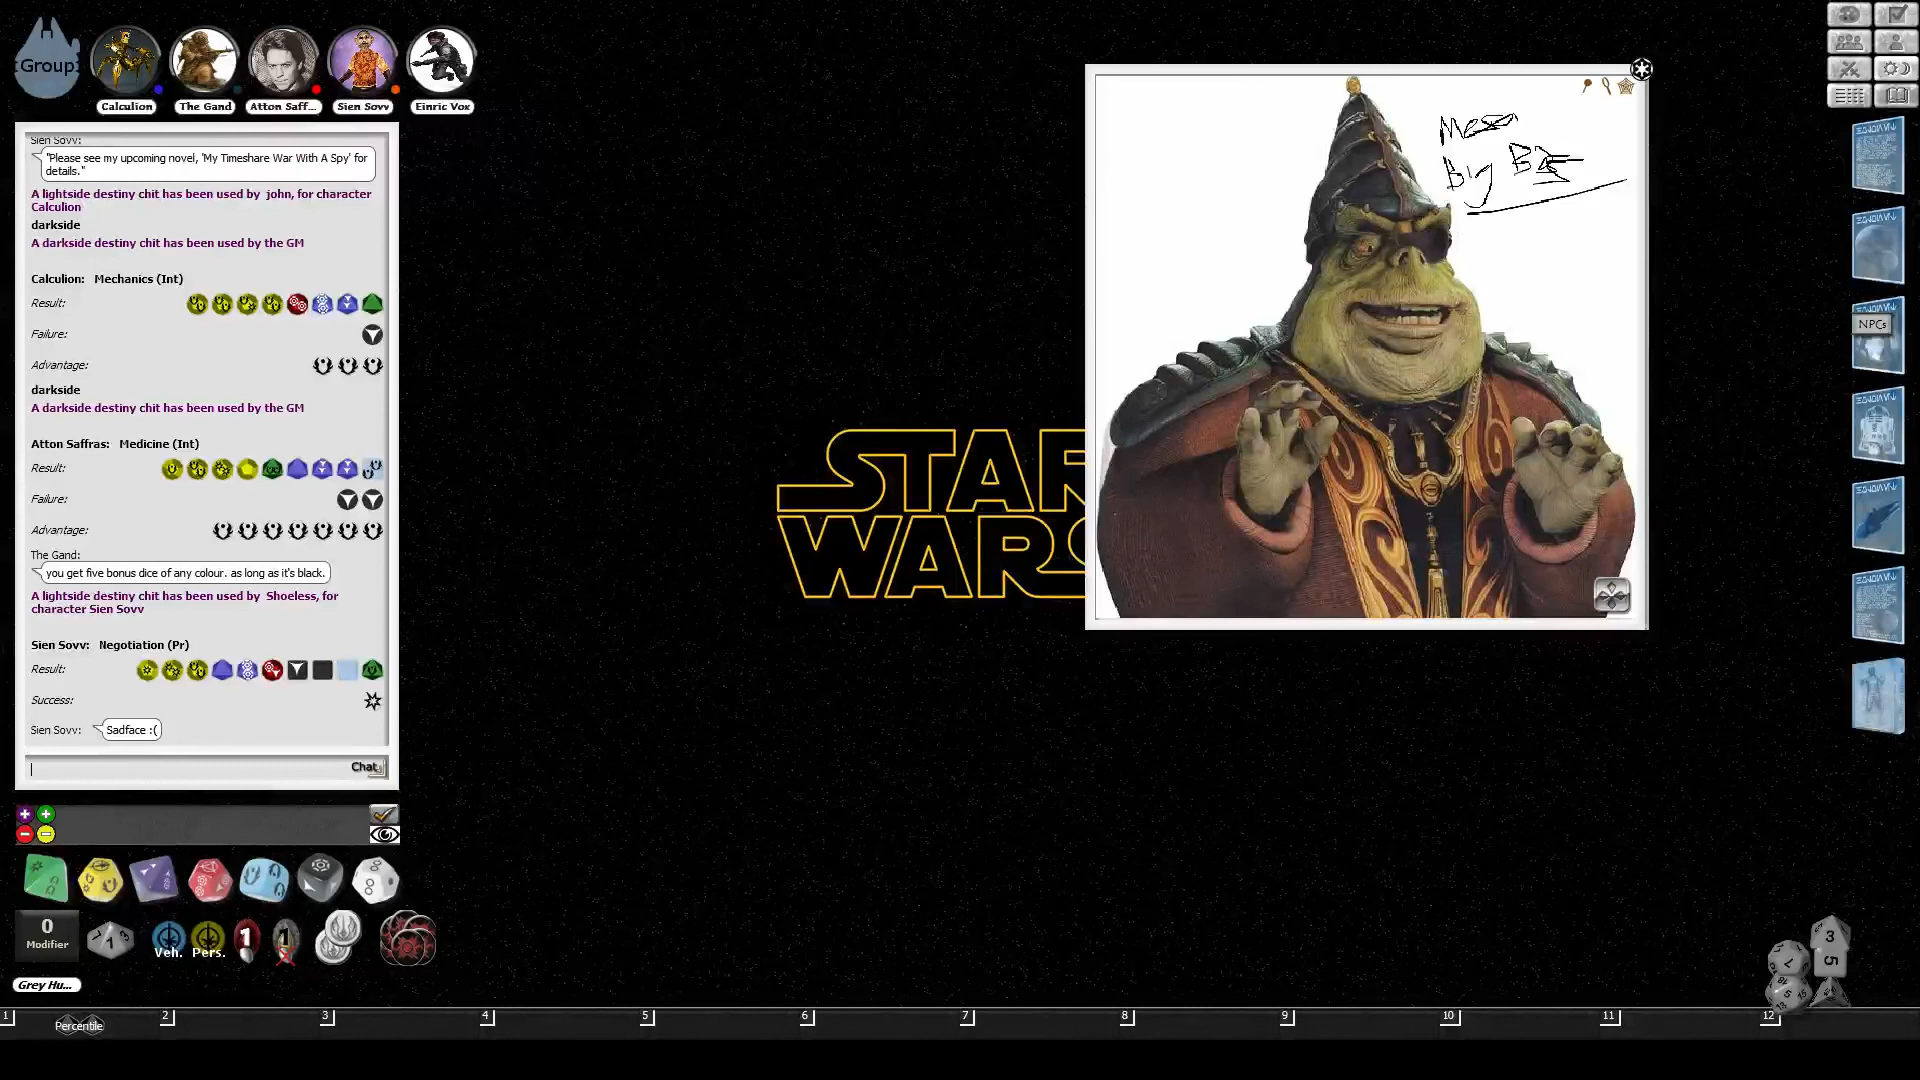 Group
Calculion
The Gand
Atton Saff...
Sien Sovv
Einric Vox
Sien Sovv:
"Please see my upcoming novel, 'My Timeshare War With A Spy' for
details."
A lightside destiny chit has been used by john, for character
Calculion
darkside
A darkside destiny chit has been used by the GM
Calculion: Mechanics (Int)
Result:
Failure:
Advantage:
darkside
A darkside destiny chit has been used by the GM
Atton Saffras: Medicine (Int)
Result:
Failure:
Advantage:
The Gand:
you get five bonus dice of any colour. as long as it's black.
A lightside destiny chit has been used by Shoeless, for
character Sien Sovv
Sien Sovv: Negotiation (Pr)
Result:
Success:
Sien Sovv: Sadface :(
Chat
STAR
WARS
Big
NPCs
0
Modifier
Veh. Pers.
1
1
Grey Hu...
1 2 3 4 5 6 7 8 9 10 11 12
Percentile